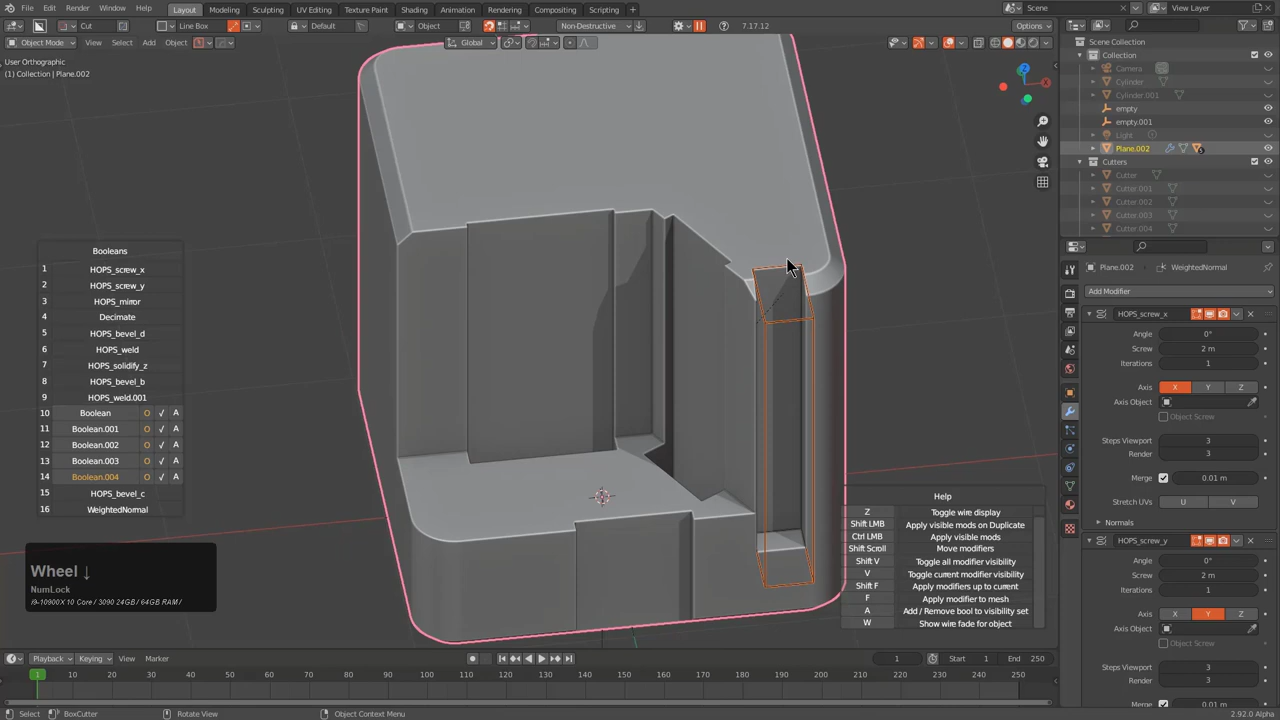 File Edit Render Window Help
Layout Modeling Sculpting UV Editing Texture Paint Shading Animation Rendering Compositing Scripting +
Scene
View Layer
Cut
Line Box
Default
Object
Non-Destructive
7.17.12
Options
Object Mode View Select Add Object
Global
User Orthographic
(1) Collection | Plane.002
Z
X
Scene Collection
Collection
Camera
Cylinder
Cylinder.001
empty
empty.001
Light
Plane.002
Cutters
Cutter
Cutter.001
Cutter.002
Cutter.003
Cutter.004
Plane.002 > WeightedNormal
Add Modifier
HOPS_screw_x
Angle 0°
Screw 2 m
Iterations 1
Axis X Y Z
Axis Object
Object Screw
Steps Viewport 3
Render 3
Merge 0.01 m
Stretch UVs U V
Normals
HOPS_screw_y
Angle 0°
Screw 2 m
Iterations 1
Axis X Y Z
Axis Object
Object Screw
Steps Viewport 3
Render 3
Merge 0.01 m
Booleans
1 HOPS_screw_x
2 HOPS_screw_y
3 HOPS_mirror
4 Decimate
5 HOPS_bevel_d
6 HOPS_weld
7 HOPS_solidify_z
8 HOPS_bevel_b
9 HOPS_weld.001
10 Boolean O √ A
11 Boolean.001 O √ A
12 Boolean.002 O √ A
13 Boolean.003 O √ A
14 Boolean.004 O √ A
15 HOPS_bevel_c
16 WeightedNormal
Wheel ↓
NumLock
i9-10900X 10 Core / 3090 24GB / 64GB RAM /
Help
Z Toggle wire display
Shift LMB Apply visible mods on Duplicate
Ctrl LMB Apply visible mods
Shift Scroll Move modifiers
Shift V Toggle all modifier visibility
V Toggle current modifier visibility
Shift F Apply modifiers up to current
F Apply modifier to mesh
A Add / Remove bool to visibility set
W Show wire fade for object
Playback Keying View Marker
1
Start 1
End 250
1 10 20 30 40 50 60 70 80 90 100 110 120 130 140 150 160 170 180 190 200 210 220 230 240 250
Select
BoxCutter
Rotate View
Object Context Menu
2.92.0 Alpha